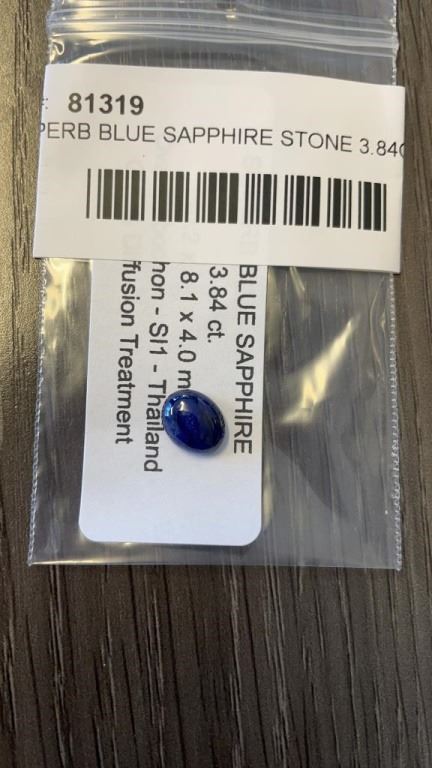 81319
PERB BLUE SAPPHIRE STONE 3.84
BLUE SAPPHIRE
3.84 ct.
8.1 x 4.0 m
hon - SI1 - Thailand
fusion Treatment